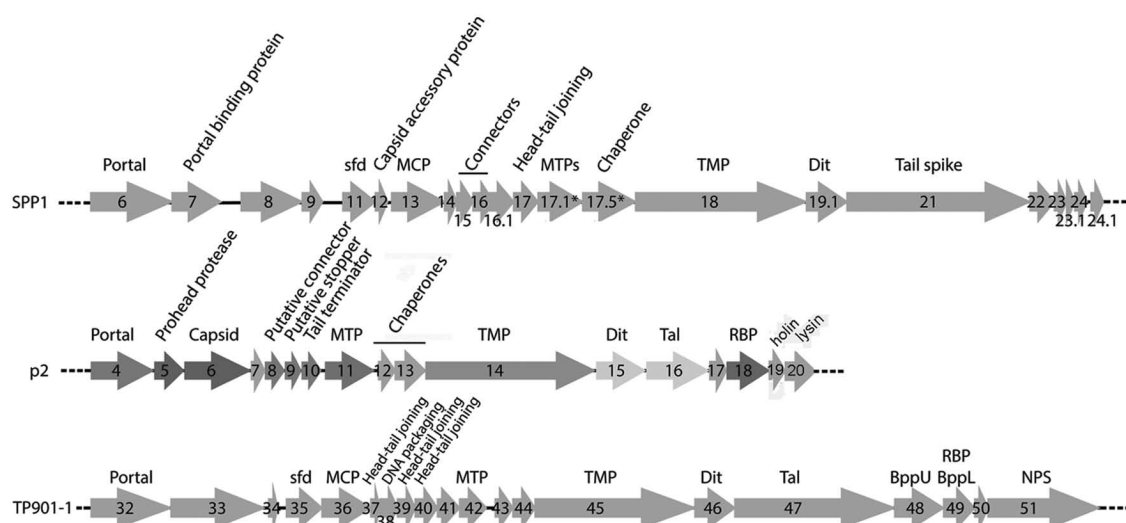 Portal
Portal binding protein
sfd
Capsid accessory protein
MCP
Connectors
Head-tail joining
MTPs
Chaperone
TMP
Dit
Tail spike
SPP1
6
7
8
9
11
12
13
14
15
16
16.1
17
17.1*
17.5*
18
19.1
21
22
23
23.1
24
24.1
Portal
Prohead protease
Capsid
Putative connector
Putative stopper
Tail terminator
MTP
Chaperones
TMP
Dit
Tal
RBP
holin
lysin
p2
4
5
6
7
8
9
10
11
12
13
14
15
16
17
18
19
20
Portal
sfd
MCP
Head-tail joining
DNA packaging
Head-tail joining
Head-tail joining
MTP
TMP
Dit
Tal
BppU
RBP
BppL
NPS
TP901-1
32
33
34
35
36
37
38
39
40
41
42
43
44
45
46
47
48
49
50
51